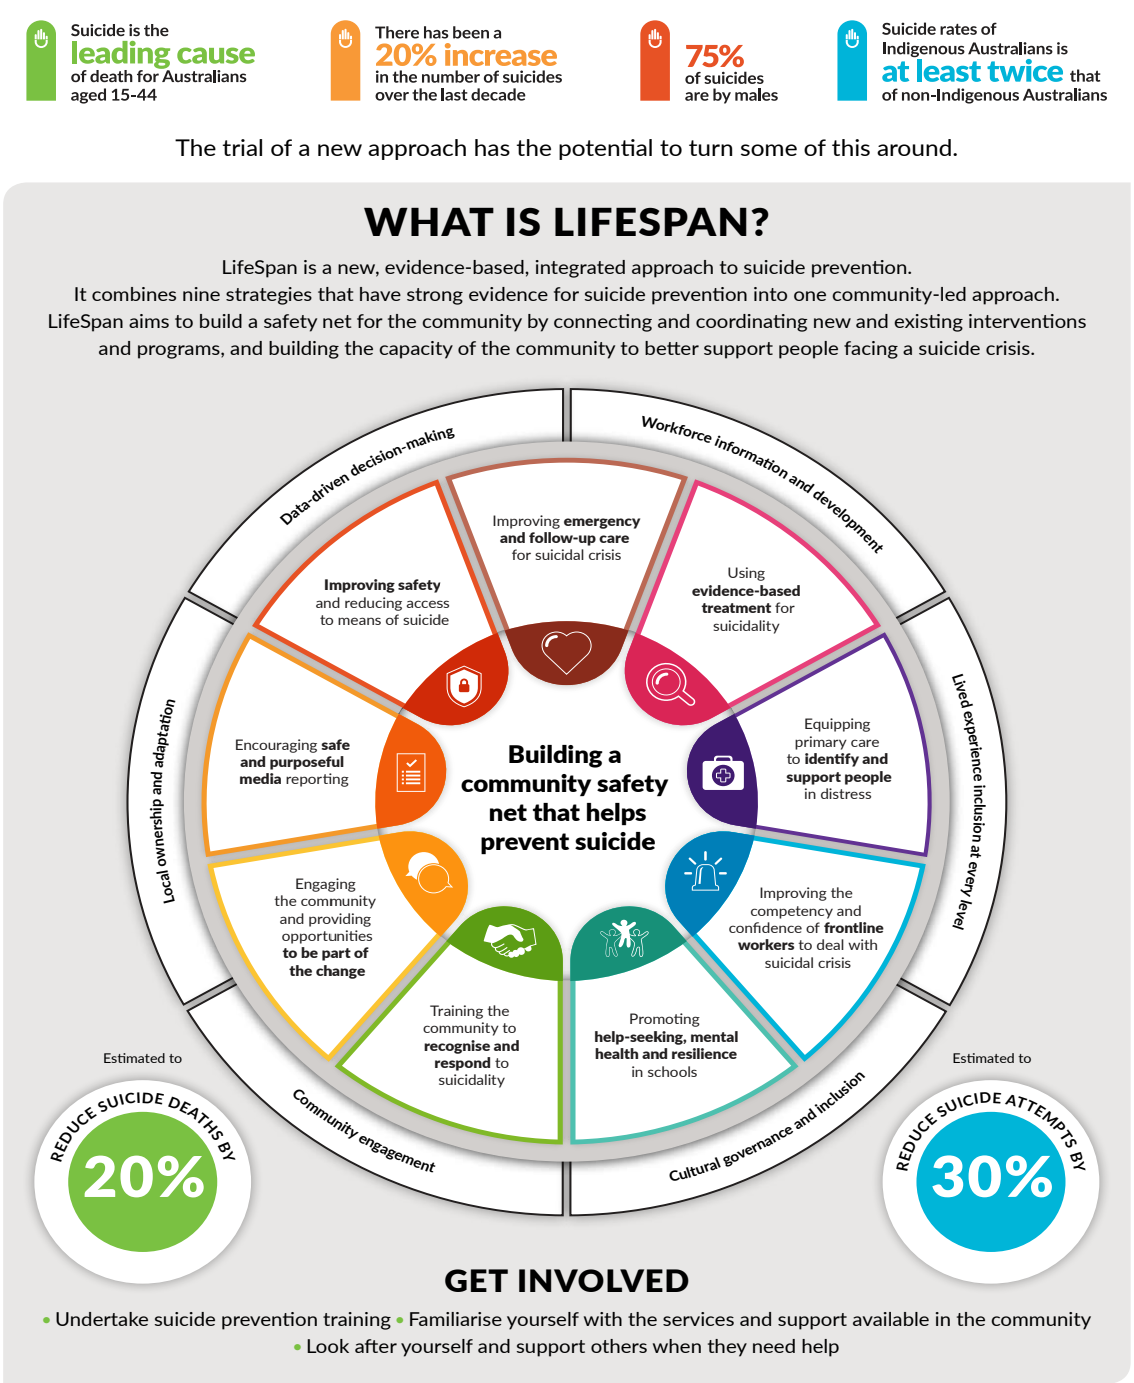 Suicide is the
leading cause
of death for Australians
aged 15-44
There has been a
20% increase
in the number of suicides
over the last decade
75%
of suicides
are by males
Suicide rates of
Indigenous Australians is
at least twice that
of non-Indigenous Australians
The trial of a new approach has the potential to turn some of this around.
WHAT IS LIFESPAN?
LifeSpan is a new, evidence-based, integrated approach to suicide prevention.
It combines nine strategies that have strong evidence for suicide prevention into one community-led approach.
LifeSpan aims to build a safety net for the community by connecting and coordinating new and existing interventions
and programs, and building the capacity of the community to better support people facing a suicide crisis.
Data-driven decision-making
Workforce information and development
Lived experience inclusion at every level
Cultural governance and inclusion
Community engagement
Local ownership and adaptation
Improving emergency
and follow-up care
for suicidal crisis
Using
evidence-based
treatment for
suicidality
Equipping
primary care
to identify and
support people
in distress
Improving the
competency and
confidence of frontline
workers to deal with
suicidal crisis
Promoting
help-seeking, mental
health and resilience
in schools
Training the
community to
recognise and
respond to
suicidality
Engaging
the community
and providing
opportunities
to be part of
the change
Encouraging safe
and purposeful
media reporting
Improving safety
and reducing access
to means of suicide
Building a
community safety
net that helps
prevent suicide
Estimated to
REDUCE SUICIDE DEATHS BY
20%
Estimated to
REDUCE SUICIDE ATTEMPTS BY
30%
GET INVOLVED
• Undertake suicide prevention training • Familiarise yourself with the services and support available in the community
• Look after yourself and support others when they need help